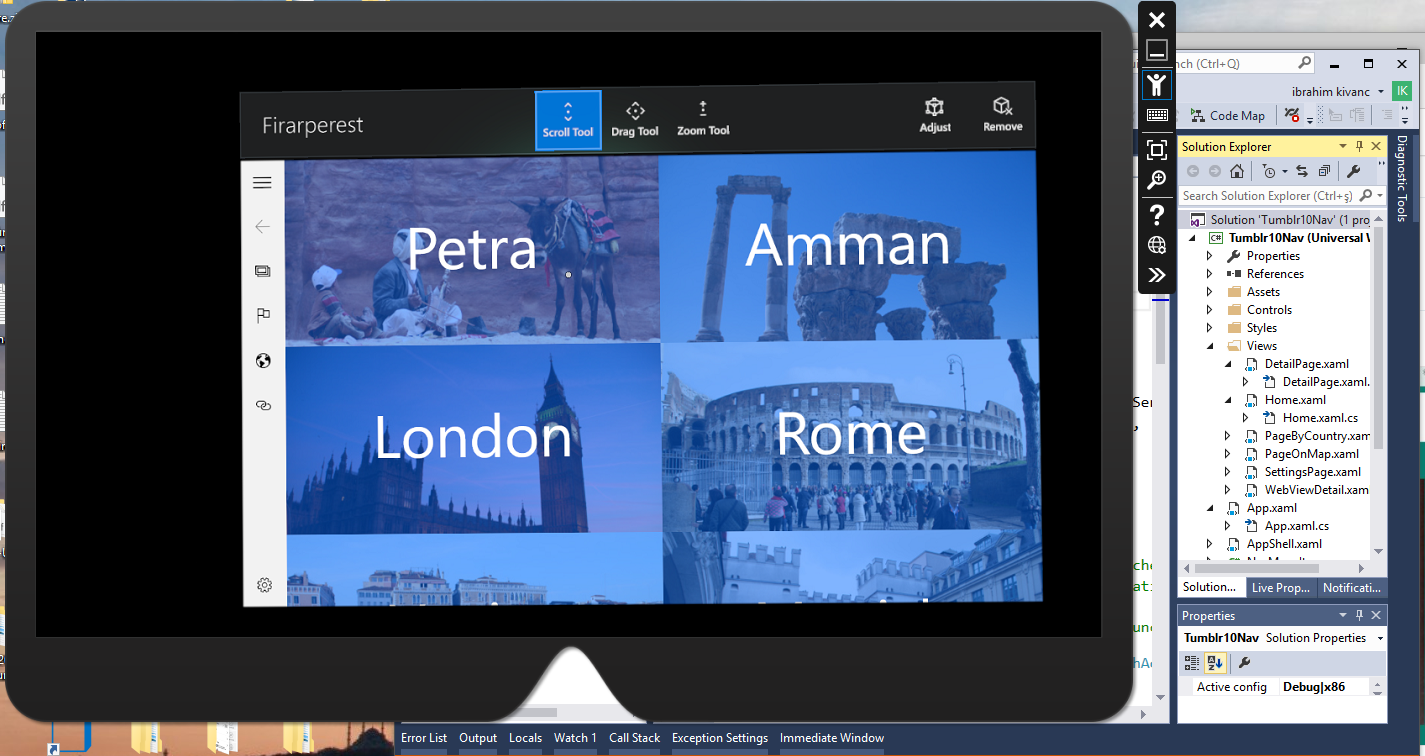 Firarperest
Scroll Tool
Drag Tool
Zoom Tool
Adjust
Remove
Petra
Amman
London
Rome
nch (Ctrl+Q)
ibrahim kivanc
IK
Code Map
Solution Explorer
Search Solution Explorer (Ctrl+ş)
Solution 'Tumblr10Nav' (1 proj
C#
Tumblr10Nav (Universal W
Properties
References
Assets
Controls
Styles
Views
DetailPage.xaml
DetailPage.xaml.
Home.xaml
Home.xaml.cs
PageByCountry.xam
PageOnMap.xaml
SettingsPage.xaml
WebViewDetail.xam
App.xaml
App.xaml.cs
AppShell.xaml
Solution...
Live Prop...
Notificati...
Diagnostic Tools
Properties
Tumblr10Nav Solution Properties
Active config Debug|x86
Error List
Output
Locals
Watch 1
Call Stack
Exception Settings
Immediate Window